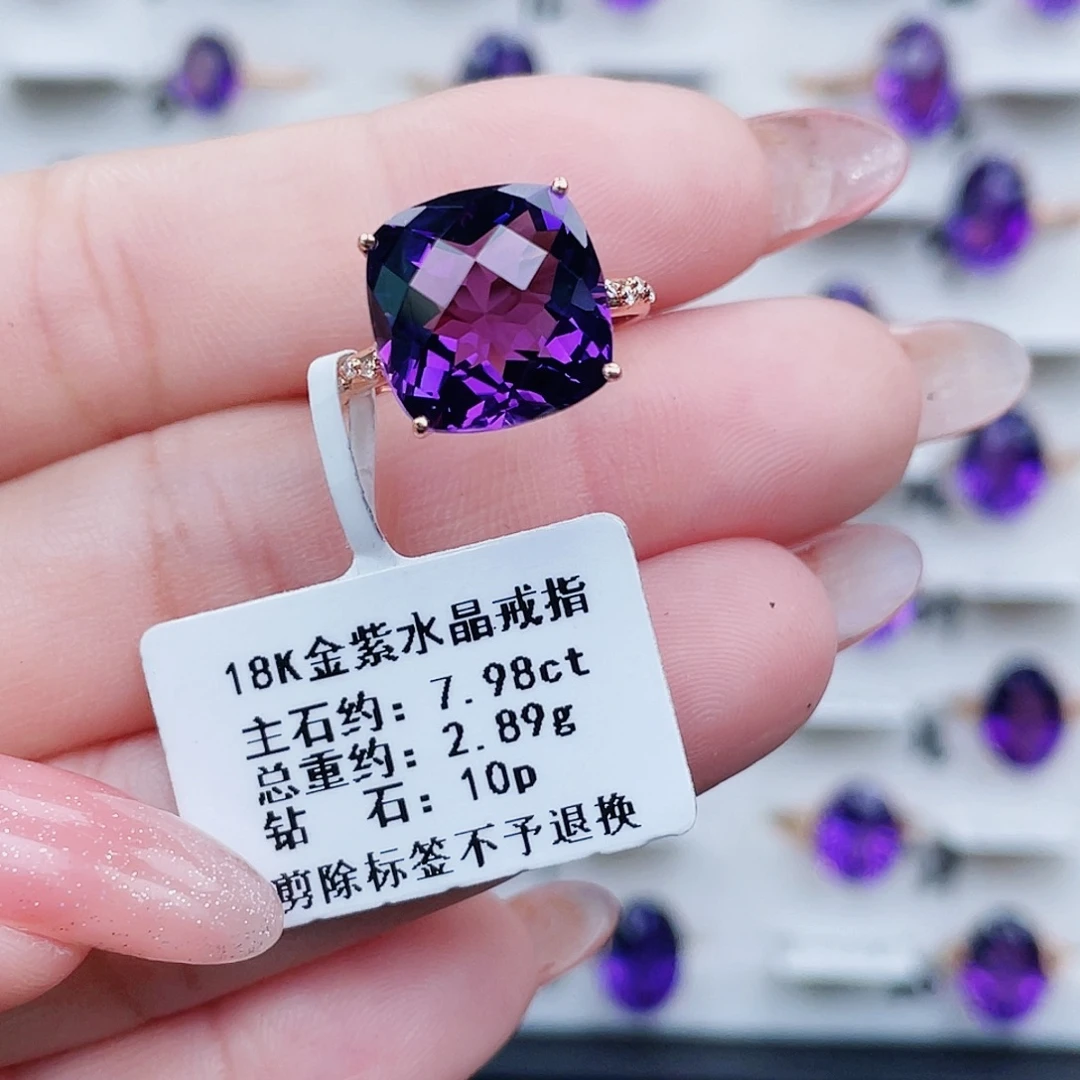 18K金紫水晶戒指
主石约: 7.98ct
总重约: 2.89g
钻 石: 10p
剪除标签不予退换